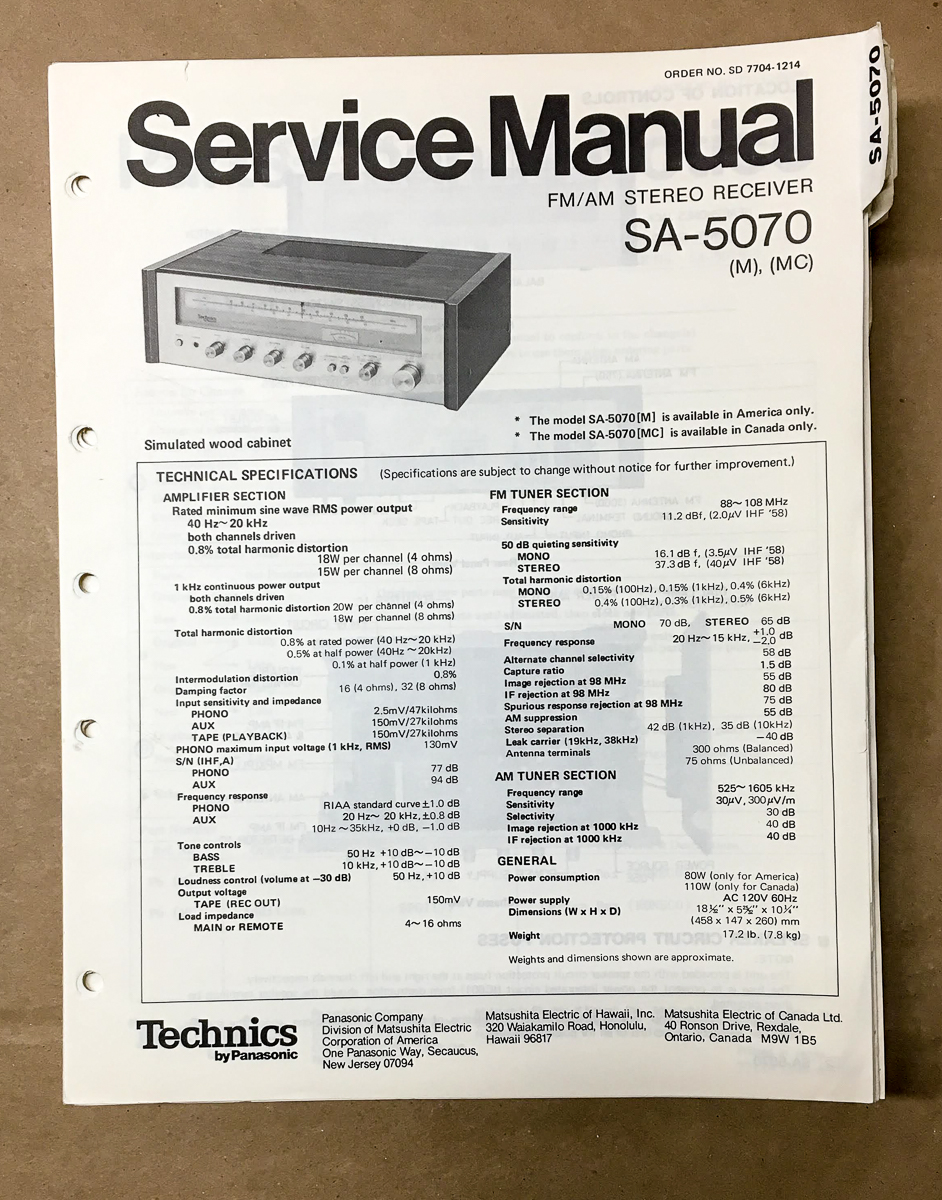 ORDER NO. SD 7704-1214
SA-5070
Service Manual
FM/AM STEREO RECEIVER
SA-5070
(M), (MC)
Technics
* The model SA-5070[M] is available in America only.
* The model SA-5070[MC] is available in Canada only.
Simulated wood cabinet
TECHNICAL SPECIFICATIONS (Specifications are subject to change without notice for further improvement.)
AMPLIFIER SECTION
Rated minimum sine wave RMS power output
40 Hz~20 kHz
both channels driven
0.8% total harmonic distortion
18W per channel (4 ohms)
15W per channel (8 ohms)
1 kHz continuous power output
both channels driven
0.8% total harmonic distortion 20W per channel (4 ohms)
18W per channel (8 ohms)
Total harmonic distortion
0.8% at rated power (40 Hz~20 kHz)
0.5% at half power (40Hz ~20kHz)
0.1% at half power (1 kHz)
Intermodulation distortion 0.8%
Damping factor 16 (4 ohms), 32 (8 ohms)
Input sensitivity and impedance
PHONO 2.5mV/47kilohms
AUX 150mV/27kilohms
TAPE (PLAYBACK) 150mV/27kilohms
PHONO maximum input voltage (1 kHz, RMS) 130mV
S/N (IHF,A)
PHONO 77 dB
AUX 94 dB
Frequency response
PHONO RIAA standard curve ±1.0 dB
AUX 20 Hz~ 20 kHz, ±0.8 dB
10Hz ~35kHz, +0 dB, −1.0 dB
Tone controls
BASS 50 Hz +10 dB~−10 dB
TREBLE 10 kHz, +10 dB~−10 dB
Loudness control (volume at −30 dB) 50 Hz, +10 dB
Output voltage
TAPE (REC OUT) 150mV
Load impedance
MAIN or REMOTE 4~16 ohms
FM TUNER SECTION
Frequency range 88~ 108 MHz
Sensitivity 11.2 dBf, (2.0µV IHF '58)
50 dB quieting sensitivity
MONO 16.1 dB f, (3.5µV IHF '58)
STEREO 37.3 dB f, (40µV IHF '58)
Total harmonic distortion
MONO 0.15% (100Hz), 0.15% (1kHz), 0.4% (6kHz)
STEREO 0.4% (100Hz), 0.3% (1kHz), 0.5% (6kHz)
S/N MONO 70 dB, STEREO 65 dB
Frequency response 20 Hz~15 kHz, +1.0 −2.0 dB
Alternate channel selectivity 58 dB
Capture ratio 1.5 dB
Image rejection at 98 MHz 55 dB
IF rejection at 98 MHz 80 dB
Spurious response rejection at 98 MHz 75 dB
AM suppression 55 dB
Stereo separation 42 dB (1kHz), 35 dB (10kHz)
Leak carrier (19kHz, 38kHz) −40 dB
Antenna terminals 300 ohms (Balanced)
75 ohms (Unbalanced)
AM TUNER SECTION
Frequency range 525~ 1605 kHz
Sensitivity 30µV, 300µV/m
Selectivity 30 dB
Image rejection at 1000 kHz 40 dB
IF rejection at 1000 kHz 40 dB
GENERAL
Power consumption 80W (only for America)
110W (only for Canada)
Power supply AC 120V 60Hz
Dimensions (W x H x D)
(458 x 147 x 260) mm
Weight 17.2 lb. (7.8 kg)
Weights and dimensions shown are approximate.
Technics
by Panasonic
Panasonic Company
Division of Matsushita Electric
Corporation of America
One Panasonic Way, Secaucus,
New Jersey 07094
Matsushita Electric of Hawaii, Inc.
320 Waiakamilo Road, Honolulu,
Hawaii 96817
Matsushita Electric of Canada Ltd.
40 Ronson Drive, Rexdale,
Ontario, Canada M9W 1B5